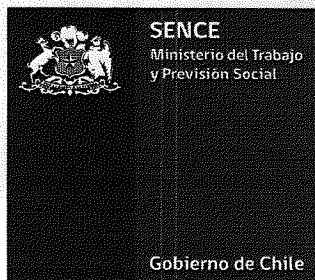 SENCE
Ministerio del Trabajo
y Previsión Social
Gobierno de Chile